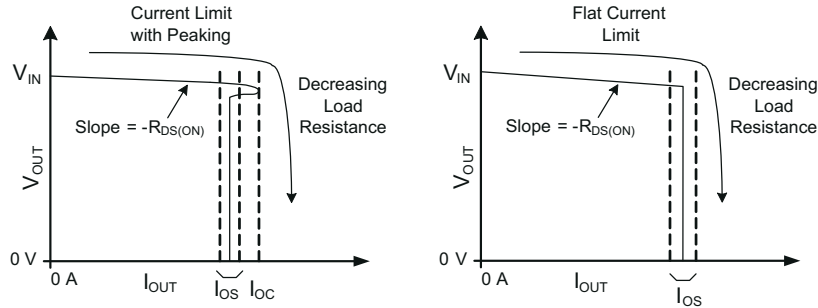 Current Limit
with Peaking
V_IN
Decreasing
Load
Resistance
Slope = -R_DS(ON)
V_OUT
0 V
0 A
I_OUT
I_OS
I_OC
Flat Current
Limit
V_IN
Decreasing
Load
Resistance
Slope = -R_DS(ON)
V_OUT
0 V
0 A
I_OUT
I_OS